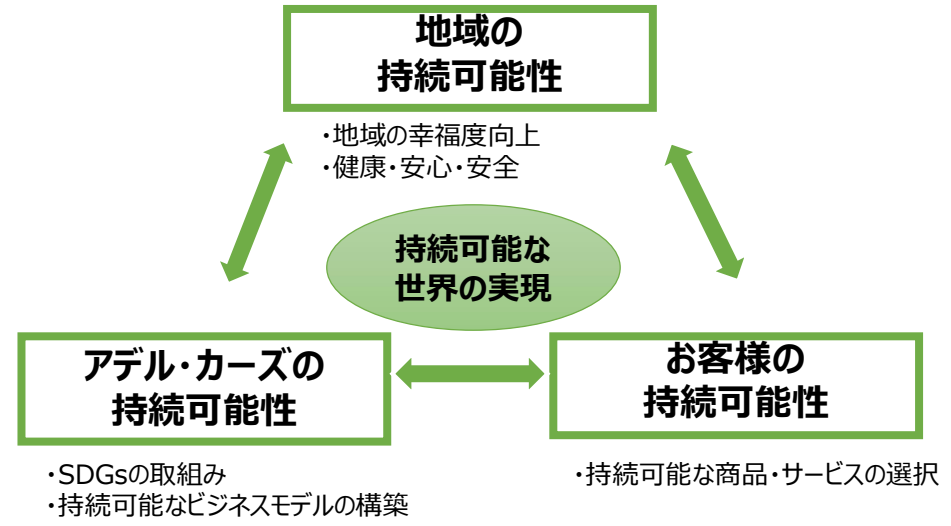 地域の
持続可能性
・地域の幸福度向上
・健康・安心・安全
持続可能な
世界の実現
アデル・カーズの
持続可能性
・SDGsの取組み
・持続可能なビジネスモデルの構築
お客様の
持続可能性
・持続可能な商品・サービスの選択